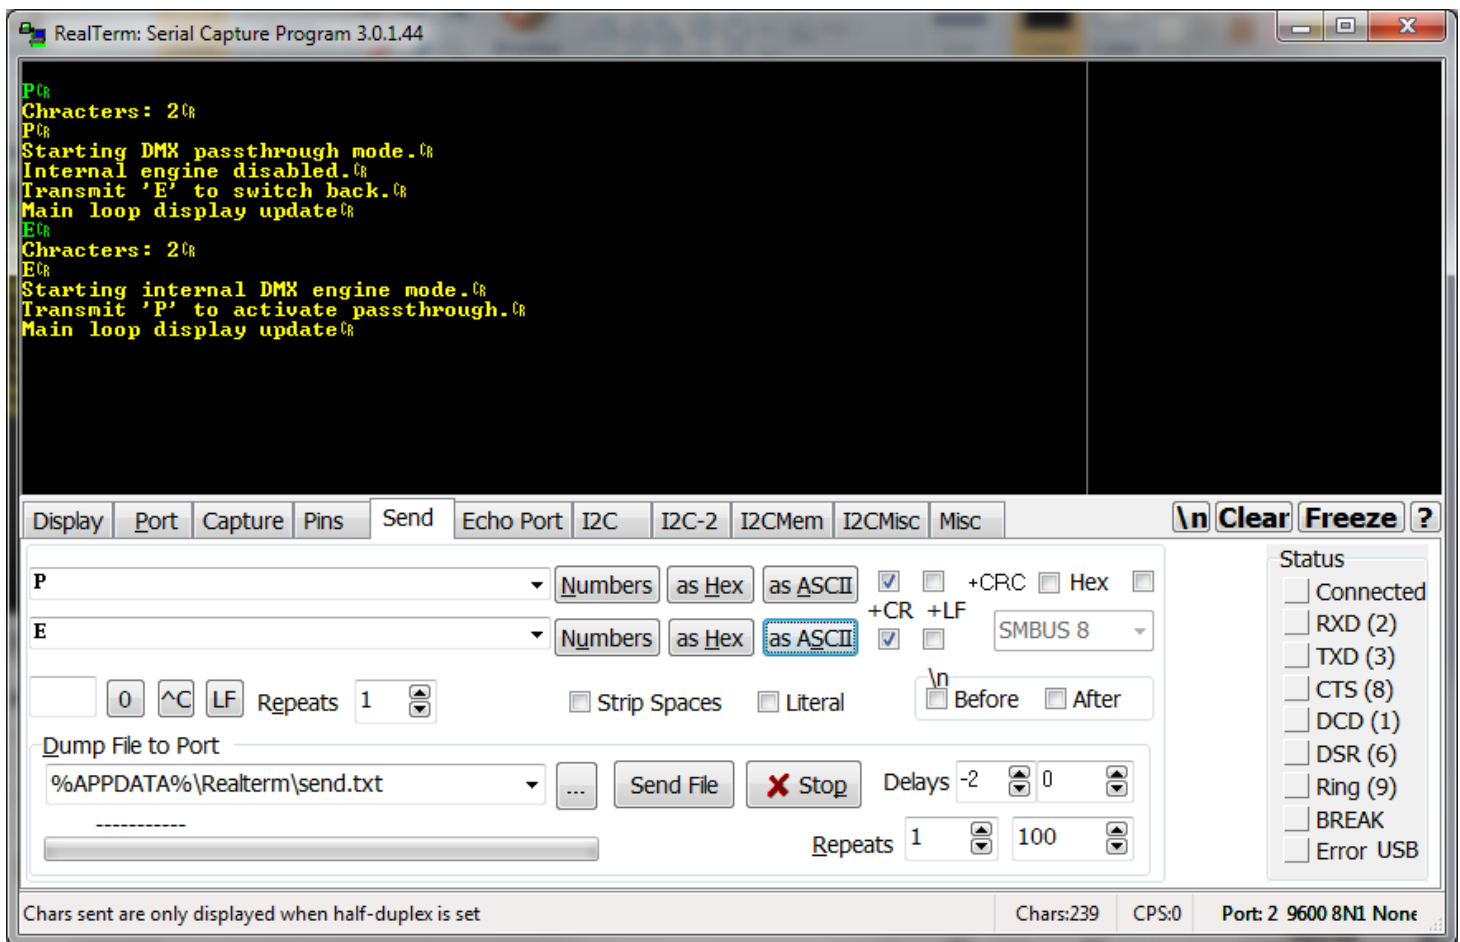 RealTerm: Serial Capture Program 3.0.1.44
P␍
Chracters: 2␍
P␍
Starting DMX passthrough mode.␍
Internal engine disabled.␍
Transmit 'E' to switch back.␍
Main loop display update␍
E␍
Chracters: 2␍
E␍
Starting internal DMX engine mode.␍
Transmit 'P' to activate passthrough.␍
Main loop display update␍
Display Port Capture Pins Send Echo Port I2C I2C-2 I2CMem I2CMisc Misc \n Clear Freeze ?
P Numbers as Hex as ASCII +CRC Hex
+CR +LF
E Numbers as Hex as ASCII SMBUS 8
0 ^C LF Repeats 1 Strip Spaces Literal \n Before After
Dump File to Port
%APPDATA%\Realterm\send.txt ... Send File Stop Delays -2 0
-----------
Repeats 1 100
Status
Connected
RXD (2)
TXD (3)
CTS (8)
DCD (1)
DSR (6)
Ring (9)
BREAK
Error USB
Chars sent are only displayed when half-duplex is set Chars:239 CPS:0 Port: 2 9600 8N1 None